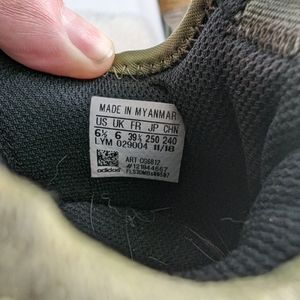 MADE IN MYANMAR
US UK FR JP CHN
6½ 6 39⅓ 250 240
LYM 029004 11/18
ART CG6812
#121944667
adidas